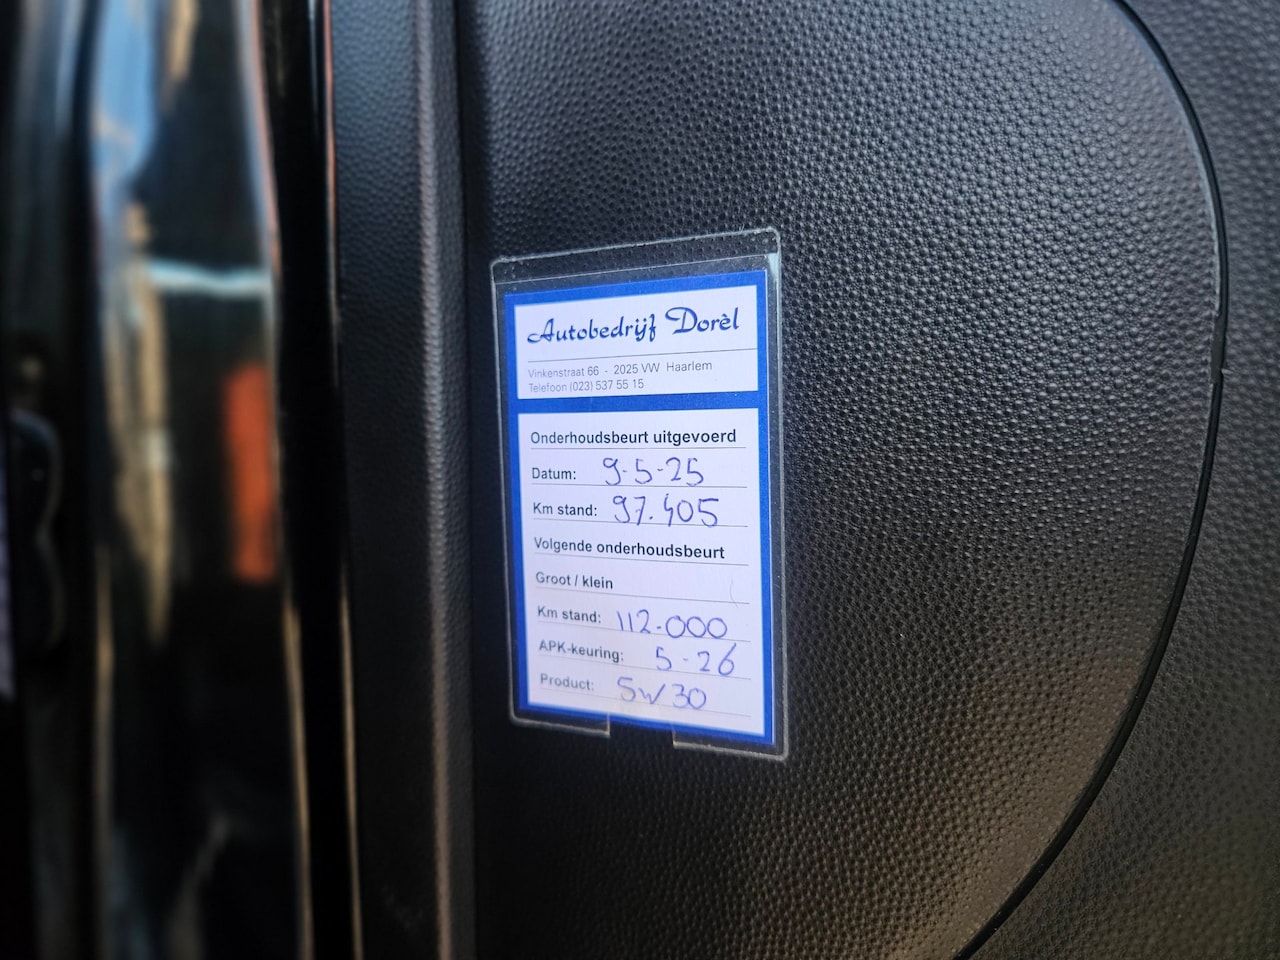 Autobedrijf Dorèl
Vinkenstraat 66 - 2025 VW Haarlem
Telefoon (023) 537 55 15
Onderhoudsbeurt uitgevoerd
Datum: 9-5-25
Km stand: 97.405
Volgende onderhoudsbeurt
Groot / klein
Km stand: 112.000
APK-keuring: 5-26
Product: 5w30